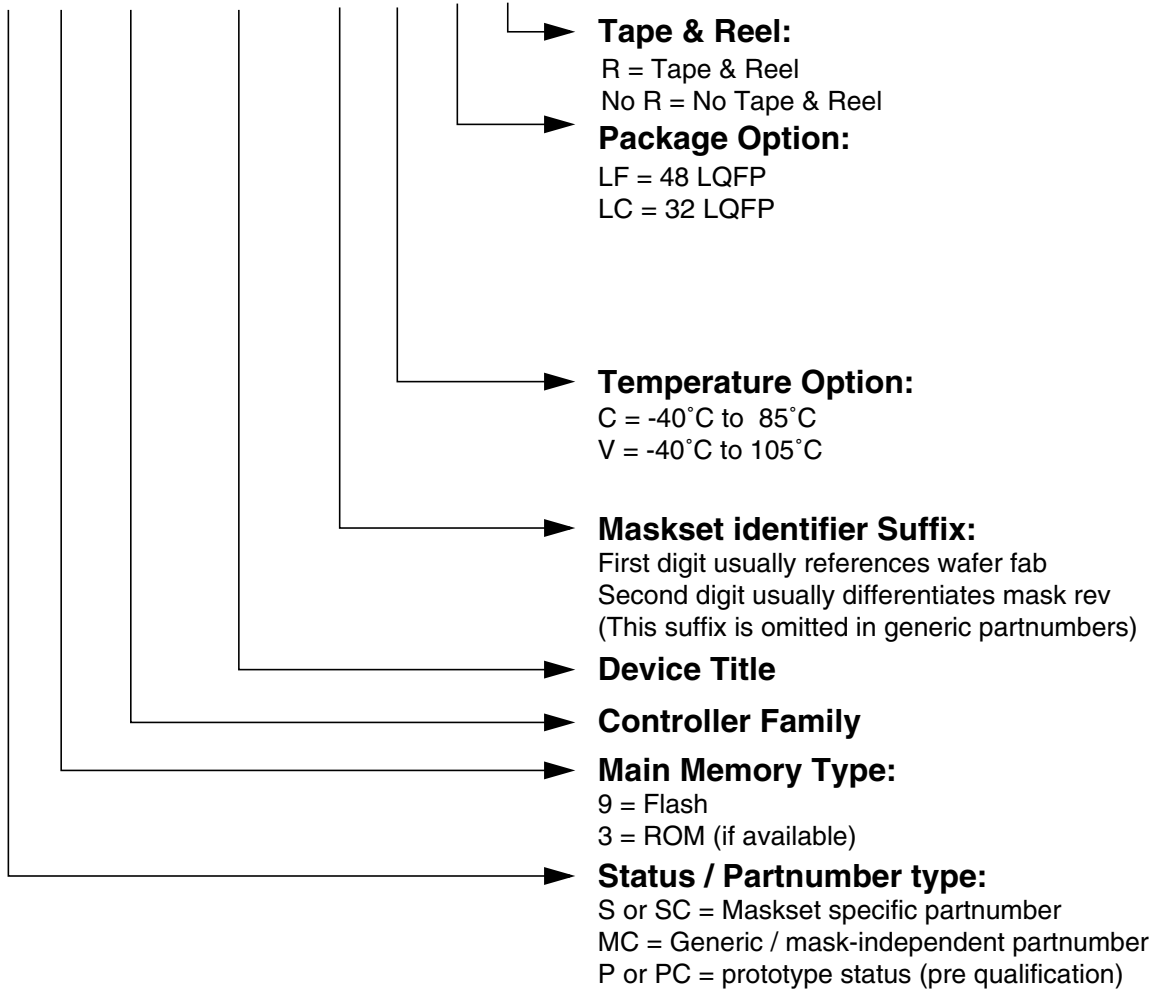 Tape & Reel:
R = Tape & Reel
No R = No Tape & Reel
Package Option:
LF = 48 LQFP
LC = 32 LQFP
Temperature Option:
C = -40˚C to  85˚C
V = -40˚C to 105˚C
Maskset identifier Suffix:
First digit usually references wafer fab
Second digit usually differentiates mask rev
(This suffix is omitted in generic partnumbers)
Device Title
Controller Family
Main Memory Type:
9 = Flash
3 = ROM (if available)
Status / Partnumber type:
S or SC = Maskset specific partnumber
MC = Generic / mask-independent partnumber
P or PC = prototype status (pre qualification)